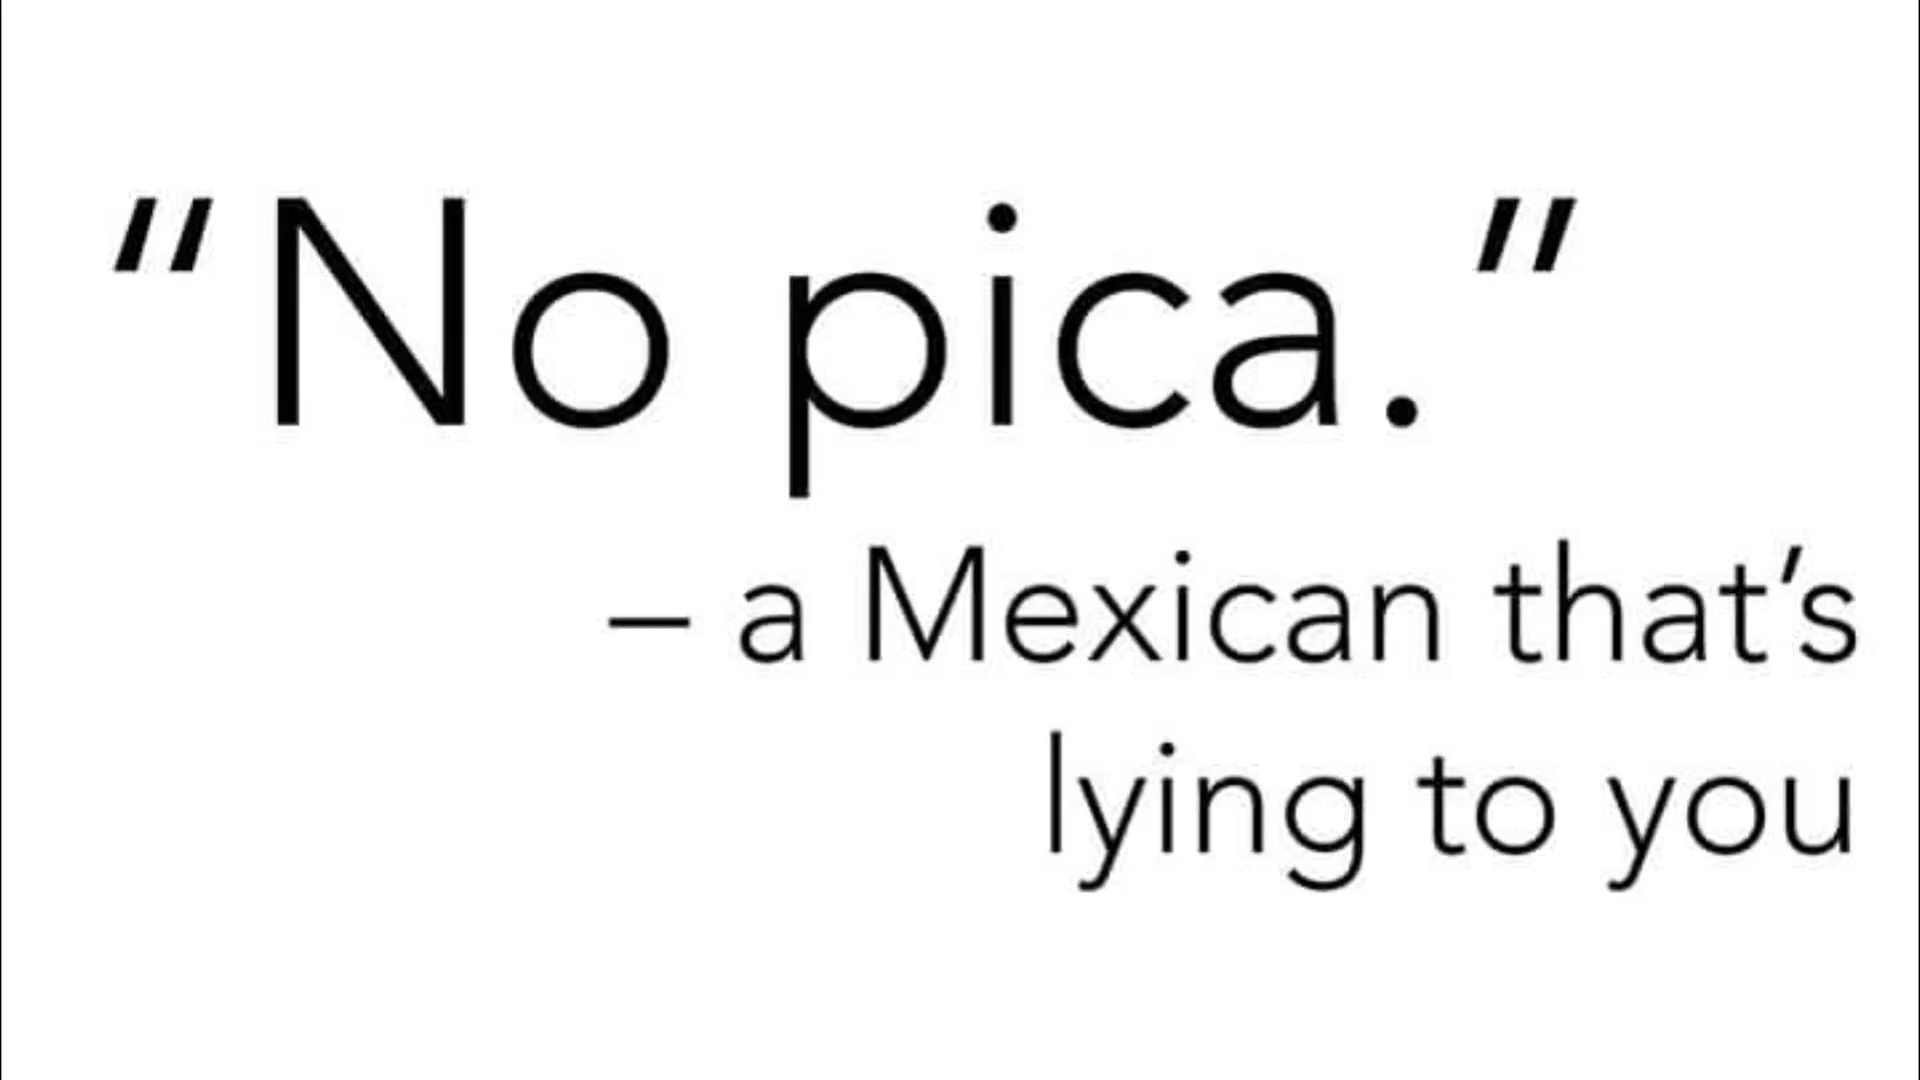 “No pica.”
– a Mexican that’s
lying to you